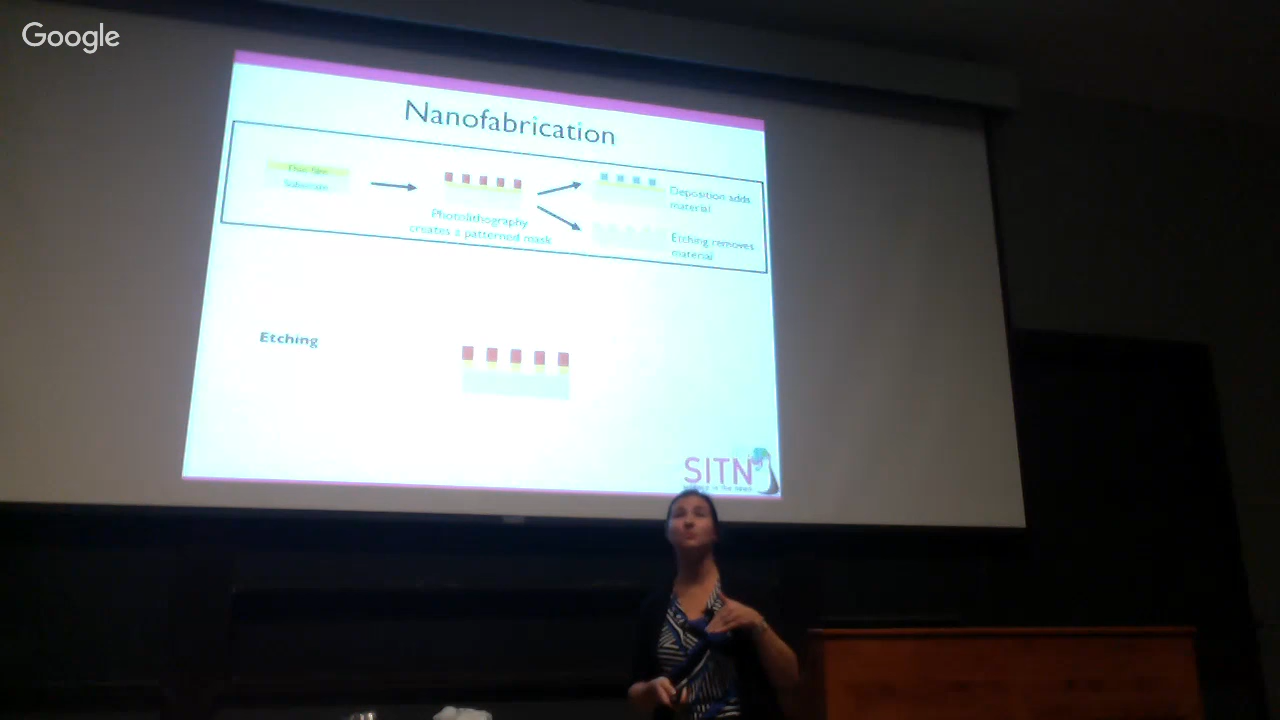 Google
Nanofabrication
Thin film
Substrate
Photolithography
creates a patterned mask
Deposition adds
material
Etching removes
material
Etching
SITN